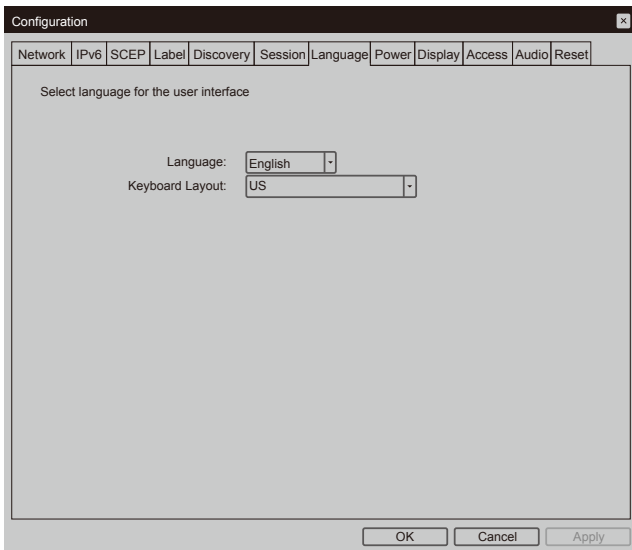 Configuration
Network IPv6 SCEP Label Discovery Session Language Power Display Access Audio Reset
Select language for the user interface
Language: English
Keyboard Layout: US
OK Cancel Apply